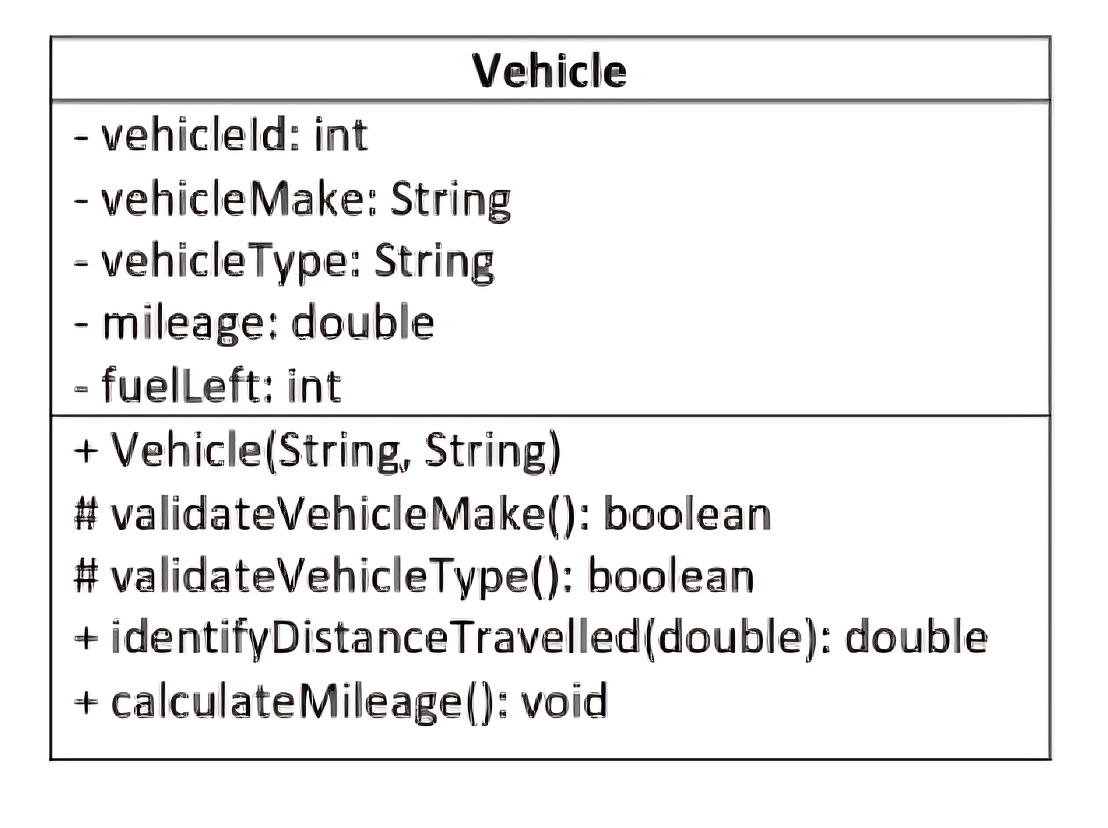 Vehicle
- vehicleId: int
- vehicleMake: String
- vehicleType: String
- mileage: double
- fuelLeft: int
+ Vehicle(String, String)
# validateVehicleMake(): boolean
# validateVehicleType(): boolean
+ identifyDistanceTravelled(double): double
+ calculateMileage(): void